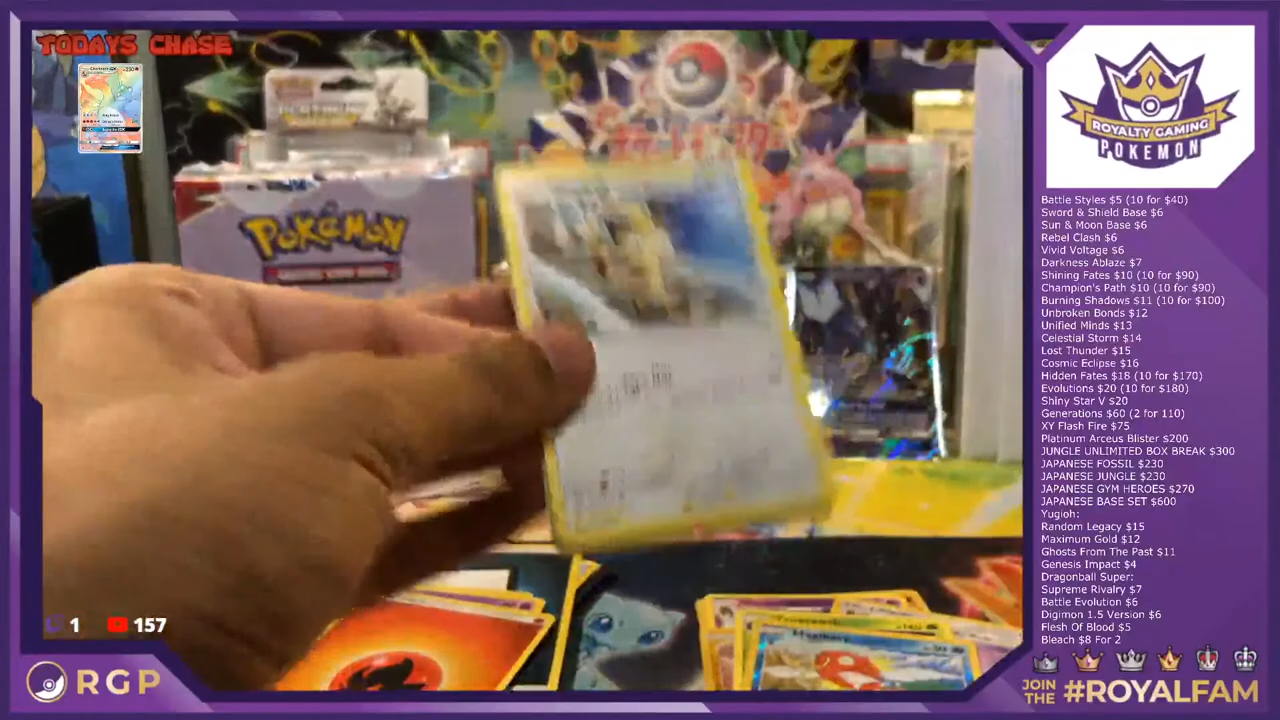 TODAYS CHASE
POKéMON
ROYALTY GAMING
POKEMON
Battle Styles $5 (10 for $40)
Sword & Shield Base $6
Sun & Moon Base $6
Rebel Clash $6
Vivid Voltage $6
Darkness Ablaze $7
Shining Fates $10 (10 for $90)
Champion's Path $10 (10 for $90)
Burning Shadows $11 (10 for $100)
Unbroken Bonds $12
Unified Minds $13
Celestial Storm $14
Lost Thunder $15
Cosmic Eclipse $16
Hidden Fates $18 (10 for $170)
Evolutions $20 (10 for $180)
Shiny Star V $20
Generations $60 (2 for 110)
XY Flash Fire $75
Platinum Arceus Blister $200
JUNGLE UNLIMITED BOX BREAK $300
JAPANESE FOSSIL $230
JAPANESE JUNGLE $230
JAPANESE GYM HEROES $270
JAPANESE BASE SET $600
Yugioh:
Random Legacy $15
Maximum Gold $12
Ghosts From The Past $11
Genesis Impact $4
Dragonball Super:
Supreme Rivalry $7
Battle Evolution $6
Digimon 1.5 Version $6
Flesh Of Blood $5
Bleach $8 For 2
1 157
RGP
JOIN THE #ROYALFAM